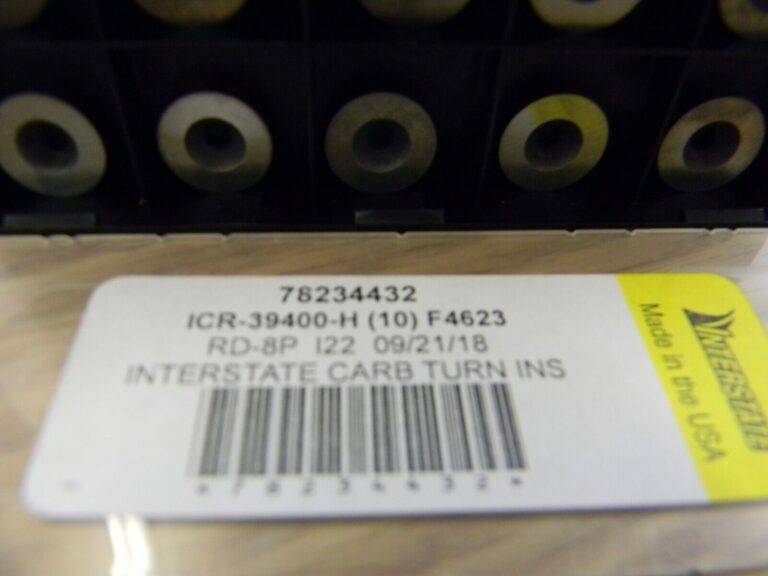 78234432
ICR-39400-H (10) F4623
RD-8P I22 09/21/18
INTERSTATE CARB TURN INS
*78234432*
INTERSTATE
Made in the USA